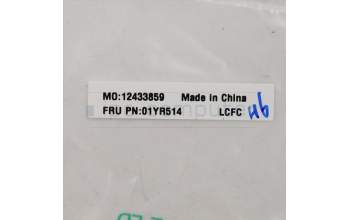 MO:12433859 Made in China
FRU PN:01YR514 LCFC